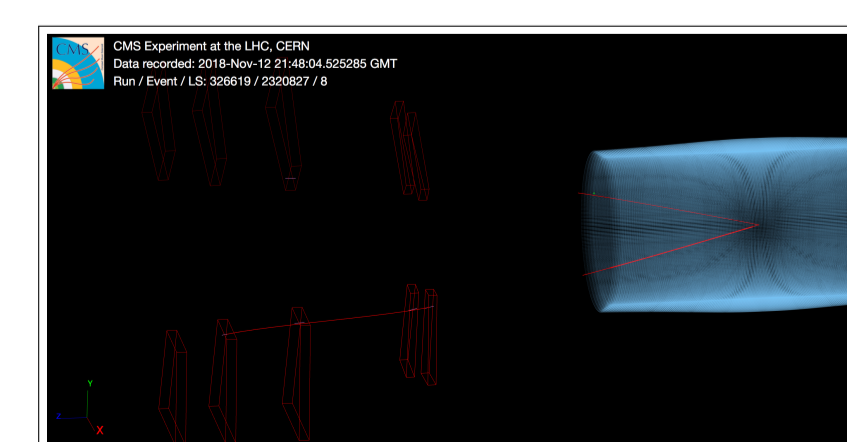 CMS
CMS Experiment at the LHC, CERN
Data recorded: 2018-Nov-12 21:48:04.525285 GMT
Run / Event / LS: 326619 / 2320827 / 8
Y
Z
X